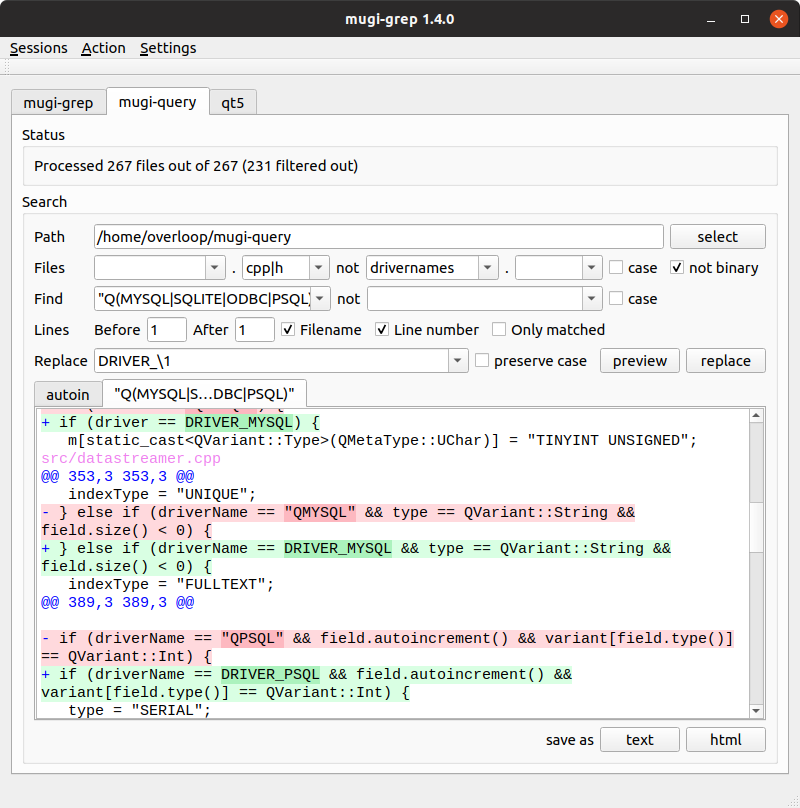 mugi-grep 1.4.0
Sessions Action Settings
mugi-grep mugi-query qt5
Status
Processed 267 files out of 267 (231 filtered out)
Search
Path /home/overloop/mugi-query select
Files . cpp|h not drivernames . case not binary
Find "Q(MYSQL|SQLITE|ODBC|PSQL) not case
Lines Before 1 After 1 Filename Line number Only matched
Replace DRIVER_\1 preserve case preview replace
autoin "Q(MYSQL|S...DBC|PSQL)"
+ if (driver == DRIVER_MYSQL) {
m[static_cast<QVariant::Type>(QMetaType::UChar)] = "TINYINT UNSIGNED";
src/datastreamer.cpp
@@ 353,3 353,3 @@
indexType = "UNIQUE";
- } else if (driverName == "QMYSQL" && type == QVariant::String &&
field.size() < 0) {
+ } else if (driverName == DRIVER_MYSQL && type == QVariant::String &&
field.size() < 0) {
indexType = "FULLTEXT";
@@ 389,3 389,3 @@
- if (driverName == "QPSQL" && field.autoincrement() && variant[field.type()]
== QVariant::Int) {
+ if (driverName == DRIVER_PSQL && field.autoincrement() &&
variant[field.type()] == QVariant::Int) {
type = "SERIAL";
save as text html